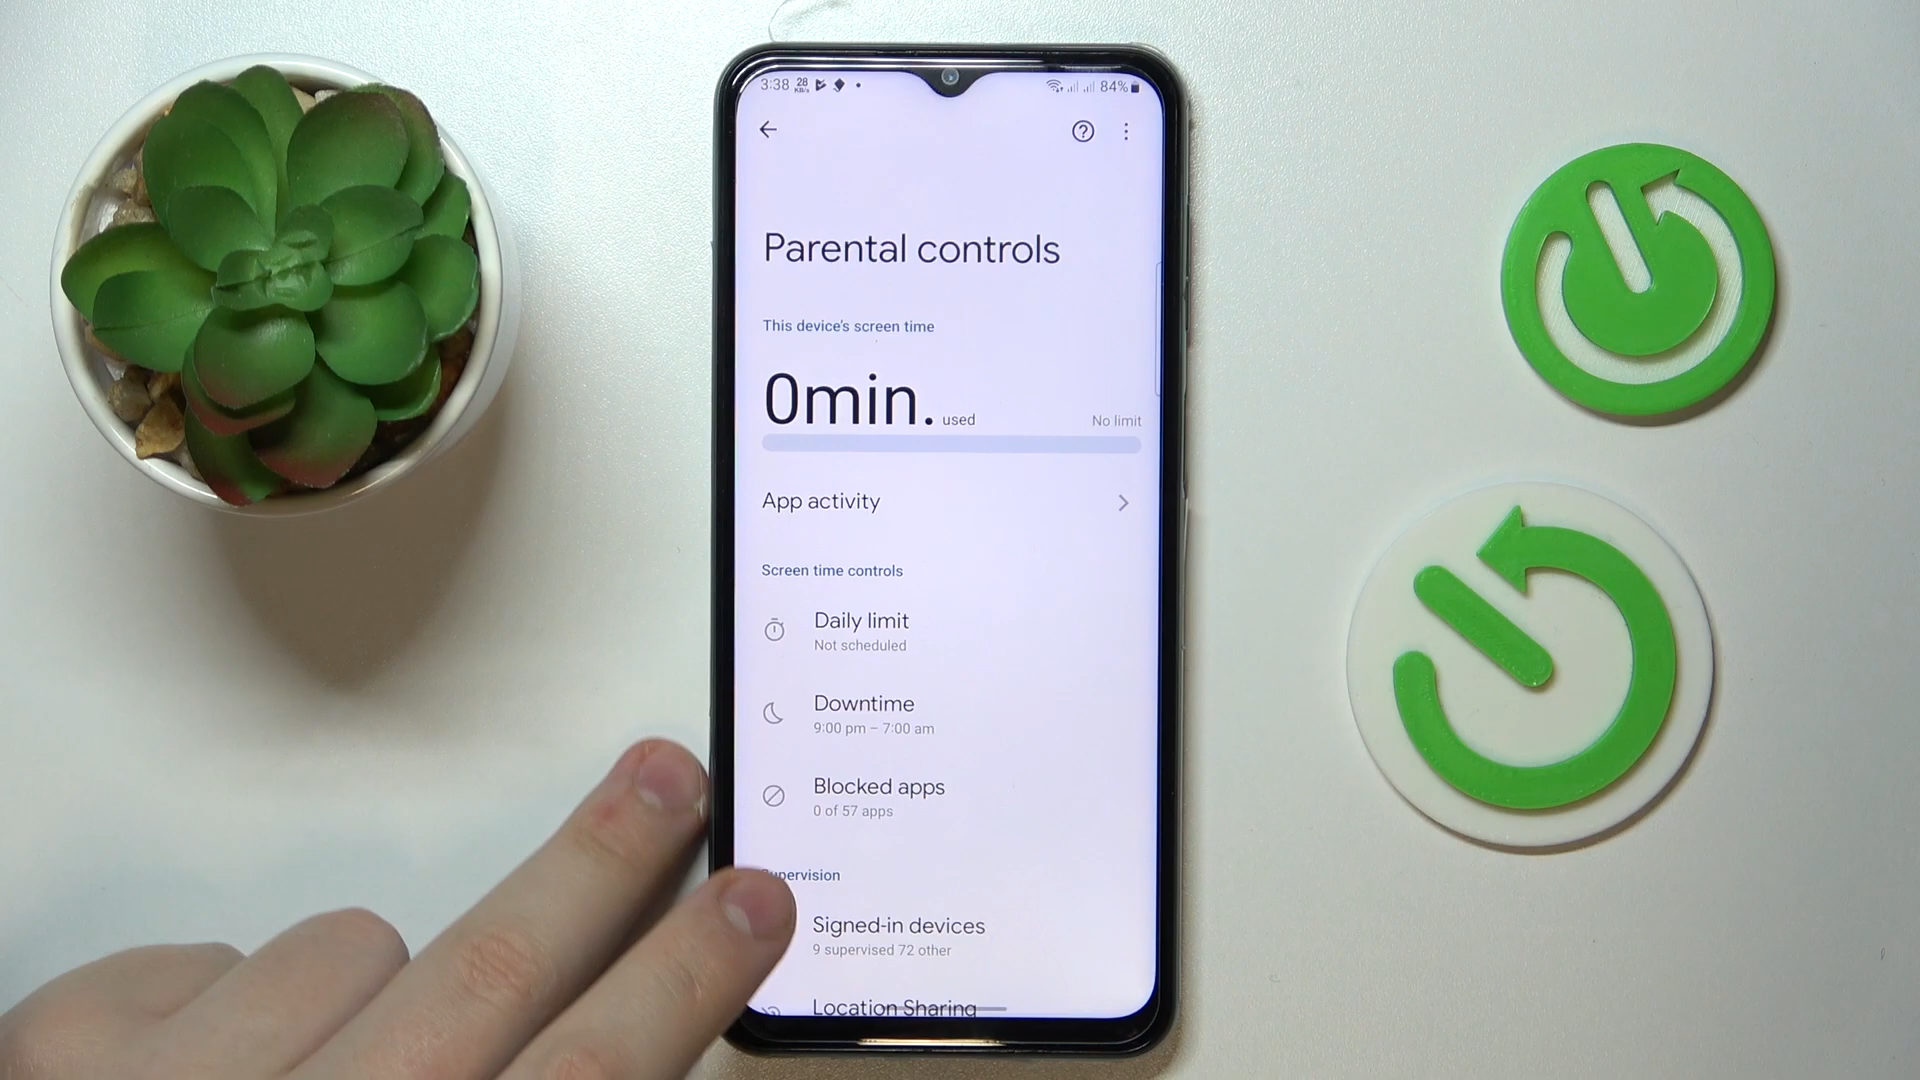 3:38 28 KB/s 84%
Parental controls
This device's screen time
0min. used No limit
App activity
Screen time controls
Daily limit
Not scheduled
Downtime
9:00 pm – 7:00 am
Blocked apps
0 of 57 apps
Supervision
Signed-in devices
9 supervised 72 other
Location Sharing